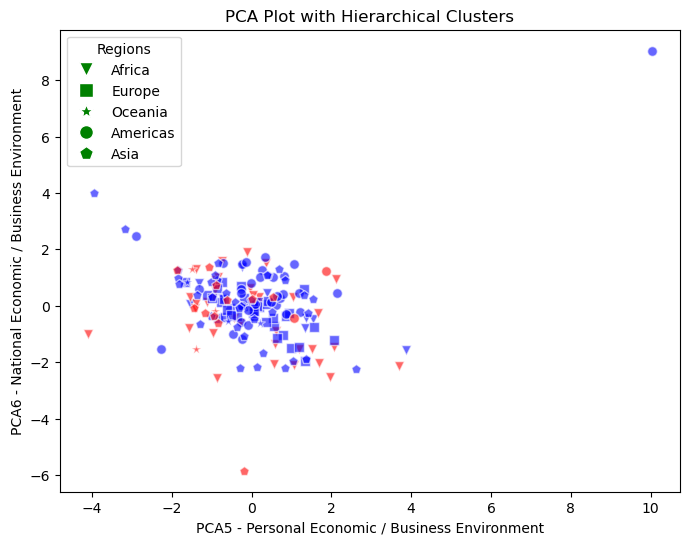 PCA Plot with Hierarchical Clusters
Regions
Africa
Europe
Oceania
Americas
Asia
8
6
4
2
0
−2
−4
−6
PCA6 - National Economic / Business Environment
−4
−2
0
2
4
6
8
10
PCA5 - Personal Economic / Business Environment